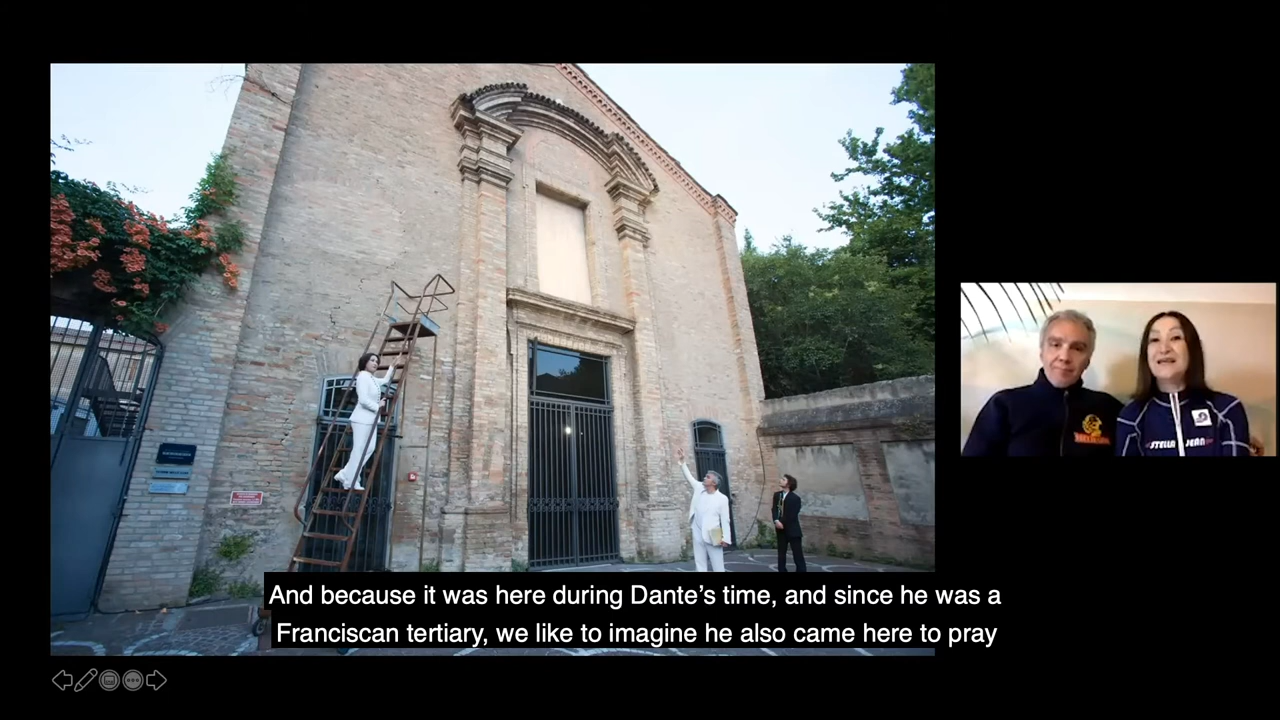 STELLA JEAN
And because it was here during Dante’s time, and since he was a
Franciscan tertiary, we like to imagine he also came here to pray